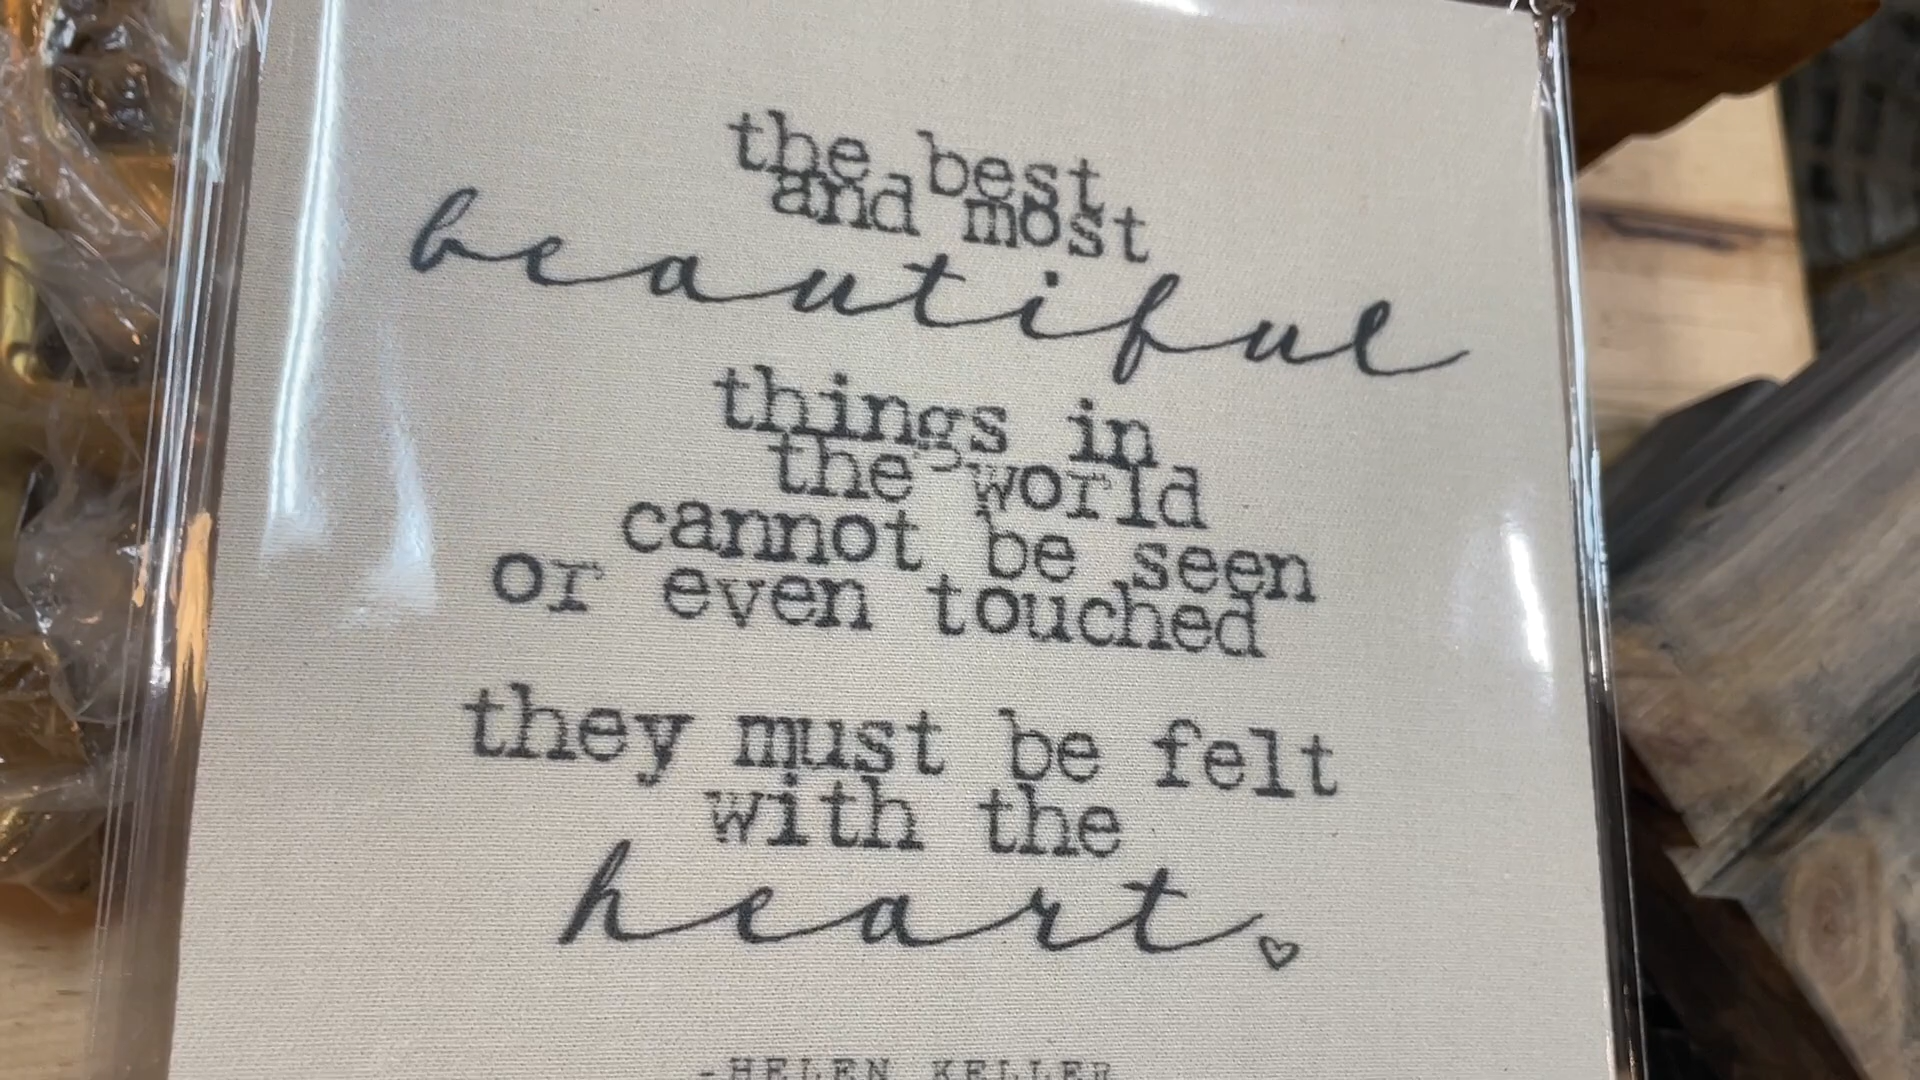 the best
and most
beautiful
things in
the world
cannot be seen
or even touched
they must be felt
with the
heart.
-HELEN KELLER